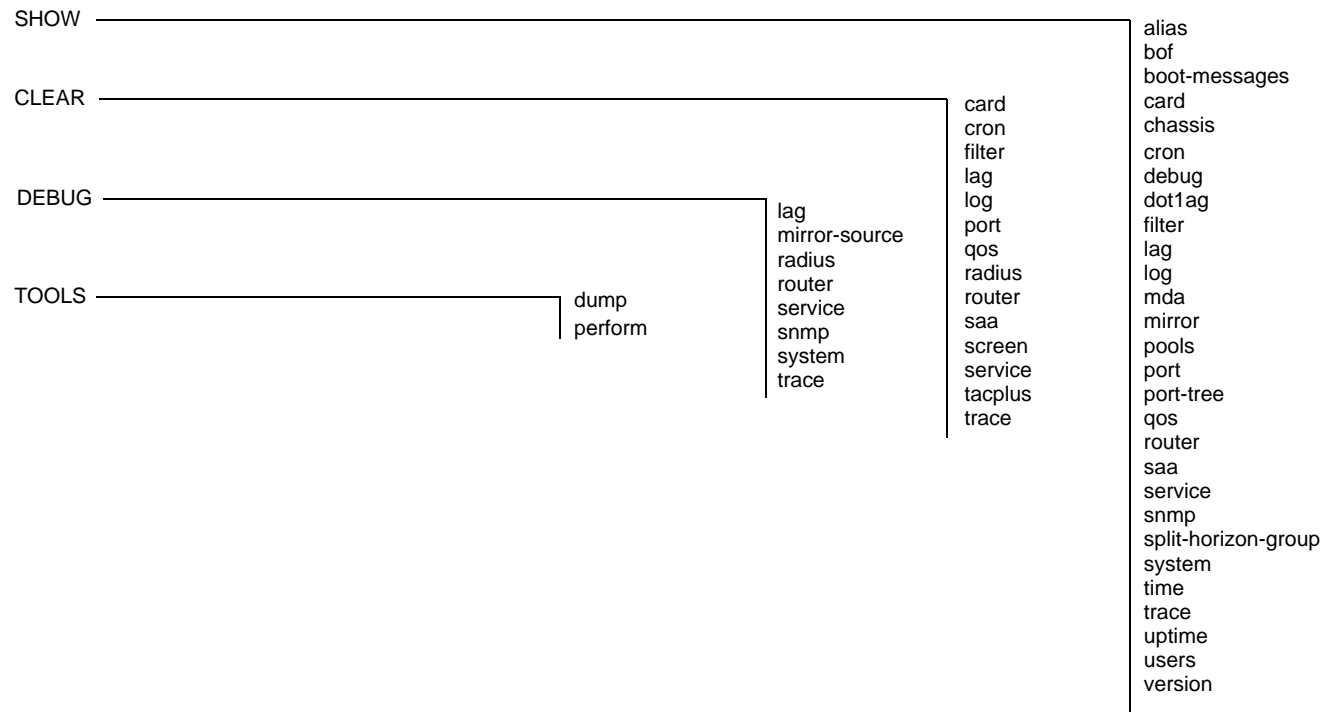 SHOW
alias
bof
boot-messages
card
chassis
cron
debug
dot1ag
filter
lag
log
mda
mirror
pools
port
port-tree
qos
router
saa
service
snmp
split-horizon-group
system
time
trace
uptime
users
version
CLEAR
card
cron
filter
lag
log
port
qos
radius
router
saa
screen
service
tacplus
trace
DEBUG
lag
mirror-source
radius
router
service
snmp
system
trace
TOOLS
dump
perform